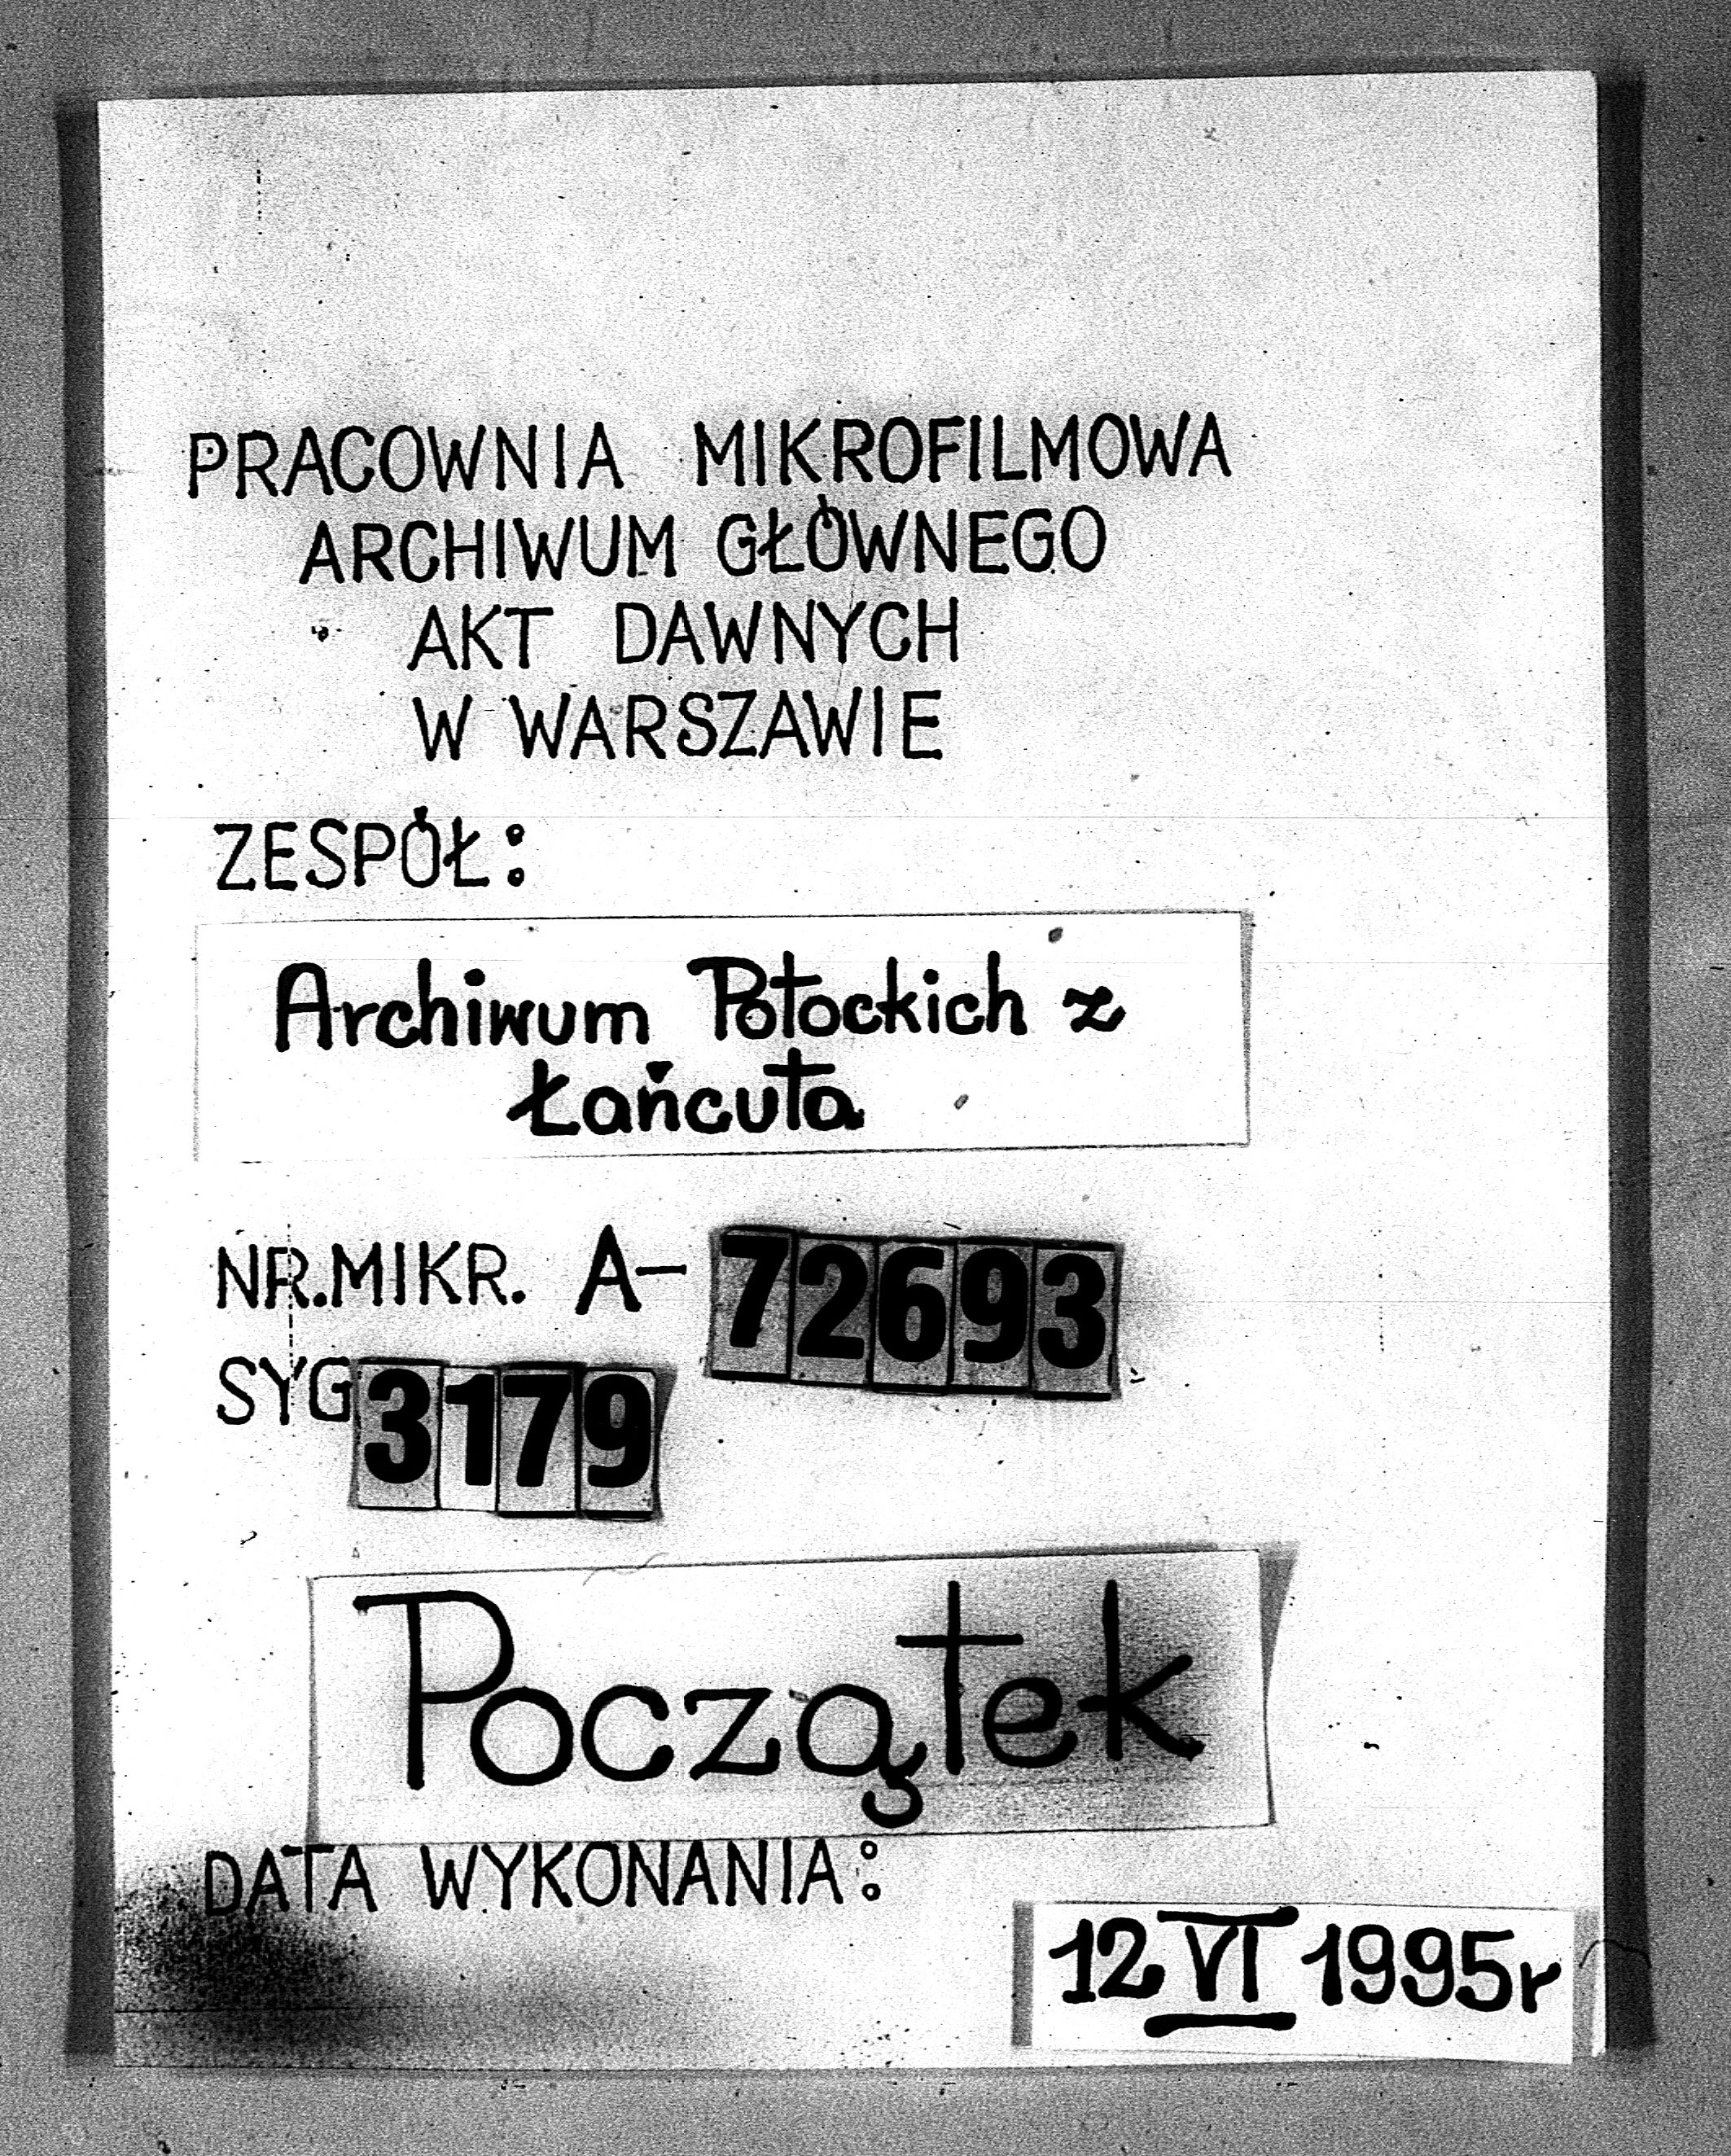 PRACOWNIA MIKROFILMOWA
ARCHIWUM GŁÓWNEGO
AKT DAWNYCH
W WARSZAWIE
ZESPÓŁ:
Archiwum Potockich z
Łańcuta
NR.MIKR. A- 72693
SYG 3179
Początek
DATA WYKONANIA:
12 VI 1995r